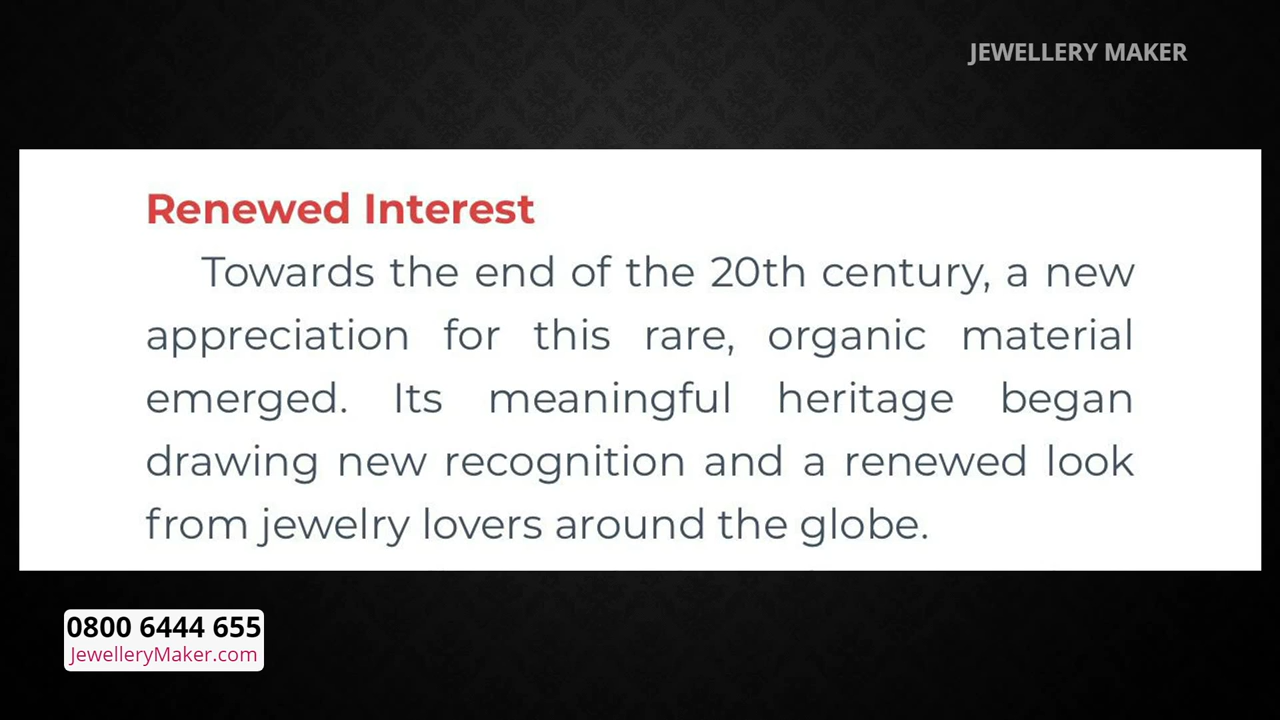 JEWELLERY MAKER
Renewed Interest
Towards the end of the 20th century, a new
appreciation for this rare, organic material
emerged. Its meaningful heritage began
drawing new recognition and a renewed look
from jewelry lovers around the globe.
0800 6444 655
JewelleryMaker.com